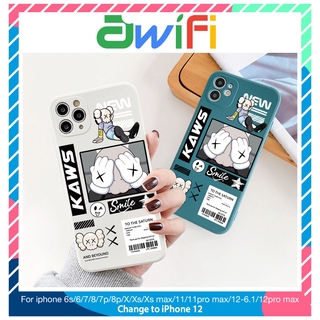 awifi
NEW
KAWS
Smile
TO THE SATURN
AND BEYOUND
NEW
KAWS
Smile
TO THE SATURN
For iphone 6s/6/7/8/7p/8p/X/Xs/Xs max/11/11pro max/12-6.1/12pro max
Change to iPhone 12